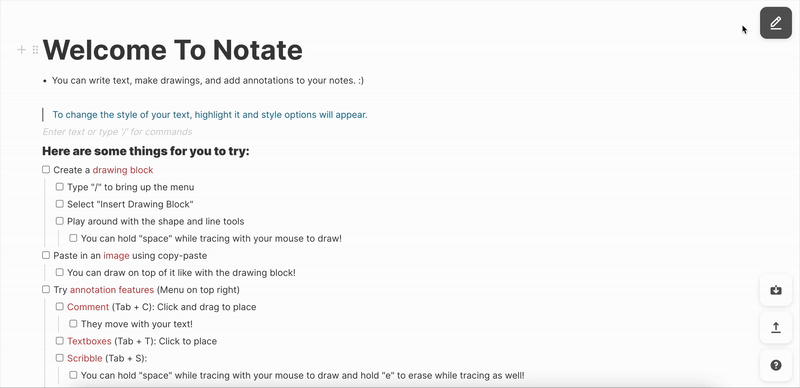 Welcome To Notate
• You can write text, make drawings, and add annotations to your notes. :)
To change the style of your text, highlight it and style options will appear.
Enter text or type '/' for commands
Here are some things for you to try:
Create a drawing block
Type "/" to bring up the menu
Select "Insert Drawing Block"
Play around with the shape and line tools
You can hold "space" while tracing with your mouse to draw!
Paste in an image using copy-paste
You can draw on top of it like with the drawing block!
Try annotation features (Menu on top right)
Comment (Tab + C): Click and drag to place
They move with your text!
Textboxes (Tab + T): Click to place
Scribble (Tab + S):
You can hold "space" while tracing with your mouse to draw and hold "e" to erase while tracing as well!